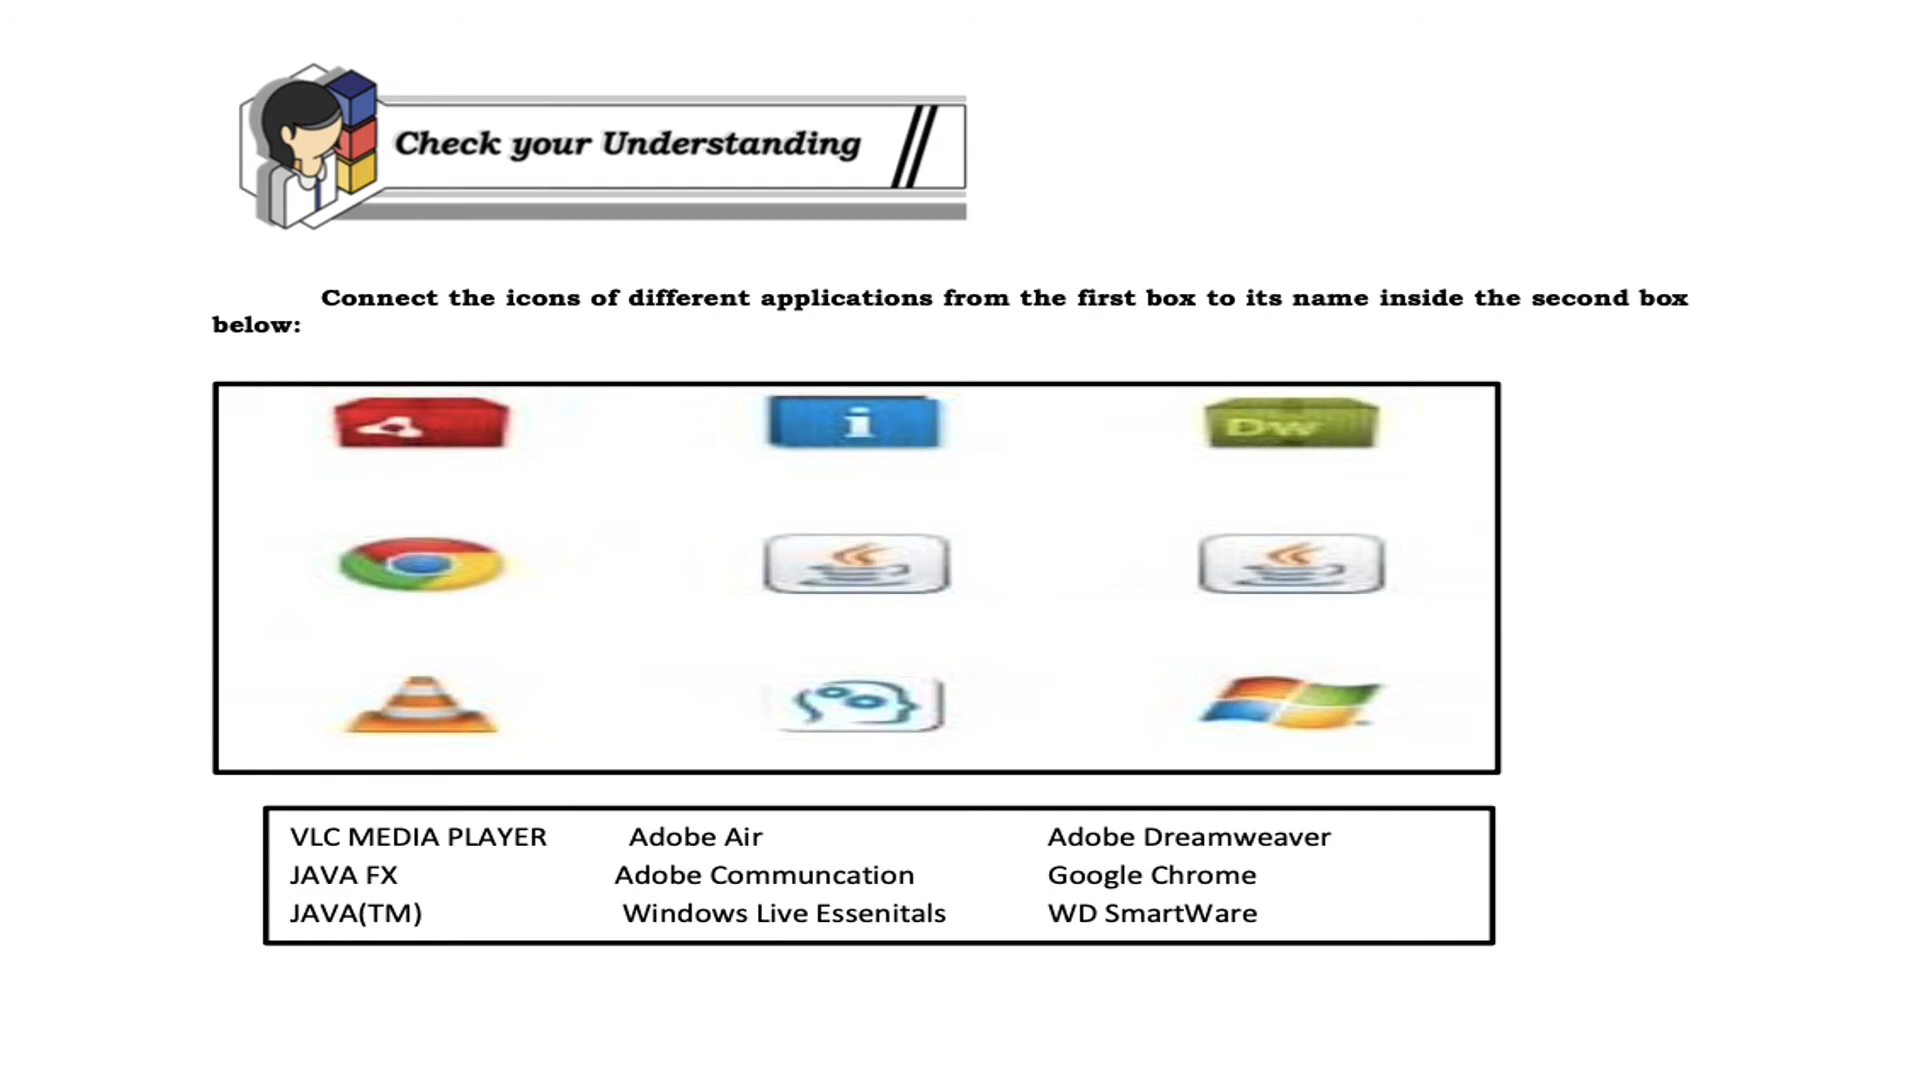 Check your Understanding
Connect the icons of different applications from the first box to its name inside the second box
below:
i
Dw
VLC MEDIA PLAYER Adobe Air Adobe Dreamweaver
JAVA FX Adobe Communcation Google Chrome
JAVA(TM) Windows Live Essenitals WD SmartWare